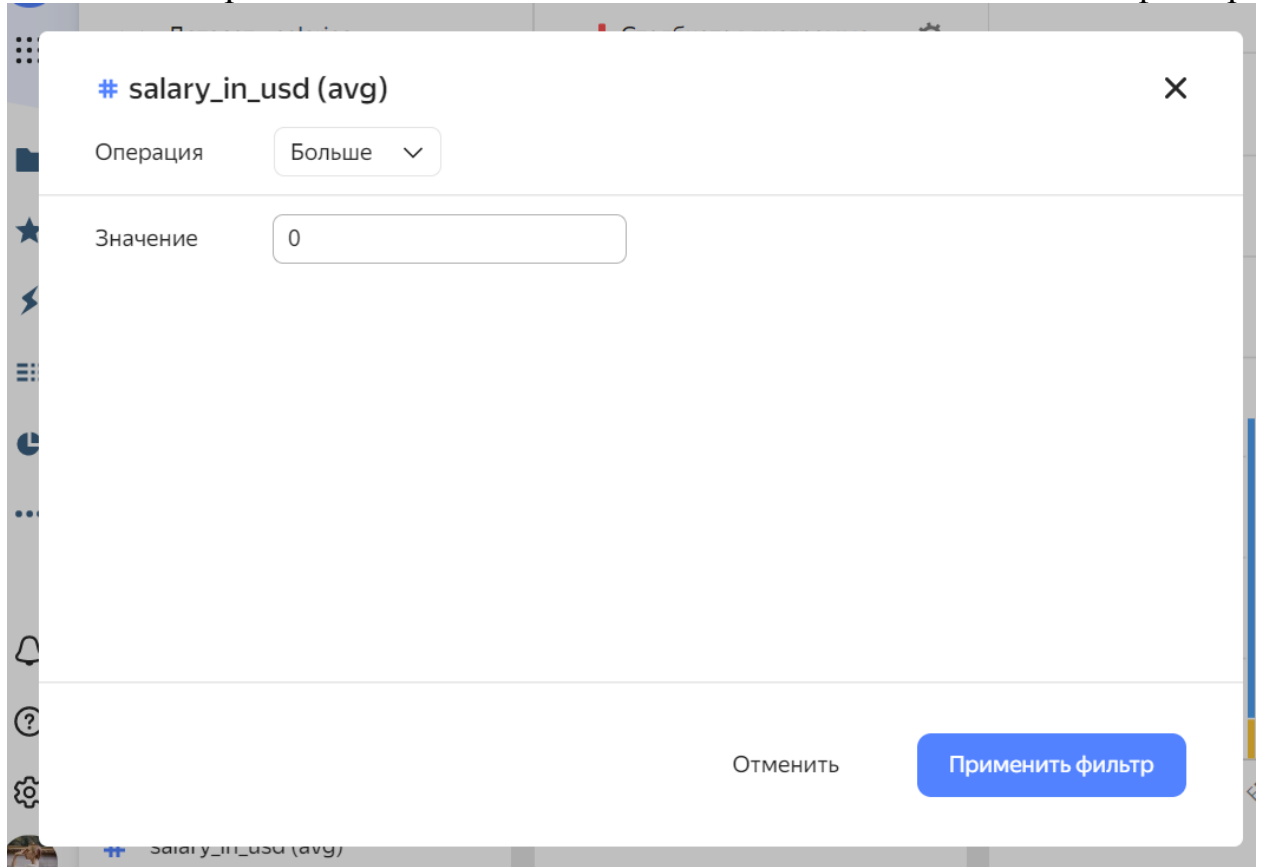 salary_in_usd (avg)
Операция
Больше
Значение
0
Отменить
Применить фильтр
salary_in_usd (avg)